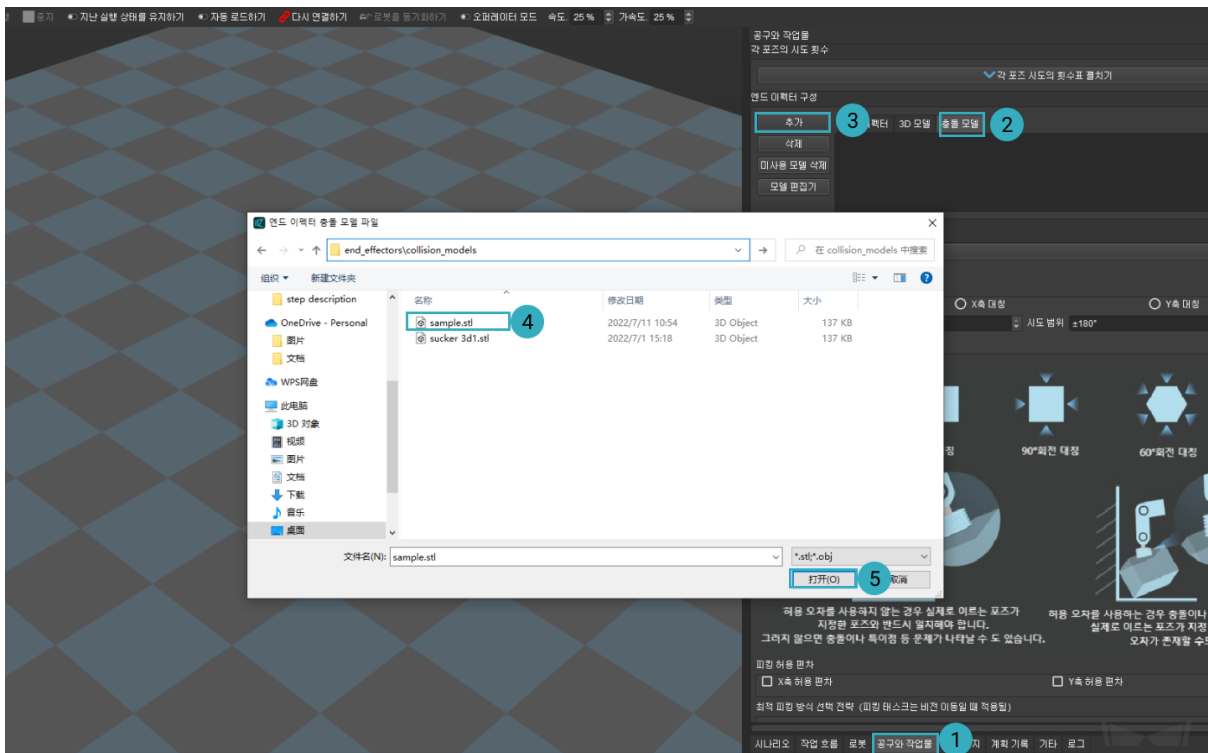 중지 지난 실행 상태를 유지하기 자동 로드하기 다시 연결하기 로봇을 동기화하기 오퍼레이터 모드 속도. 25 % 가속도. 25 %
공구와 작업물
각 포즈의 시도 횟수
각 포즈 시도의 횟수표 펼치기
엔드 이펙터 구성
추가 3 펙터 3D 모델 충돌 모델 2
삭제
미사용 모델 삭제
모델 편집기
엔드 이펙터 충돌 모델 파일
end_effectors\collision_models
在 collision_models 中搜索
组织 新建文件夹
step description
OneDrive - Personal
图片
文档
WPS网盘
此电脑
3D 对象
视频
图片
文档
下载
音乐
桌面
名称 修改日期 类型 大小
sample.stl 4 2022/7/11 10:54 3D Object 137 KB
sucker 3d1.stl 2022/7/1 15:18 3D Object 137 KB
文件名(N): sample.stl *.stl;*.obj
打开(O) 5 取消
X축 대칭 Y축 대칭
시도 범위 ±180°
칭 90°회전 대칭 60°회전 대칭
허용 오차를 사용하지 않는 경우 실제로 이르는 포즈가
지정한 포즈와 반드시 일치해야 합니다.
그러지 않으면 충돌이나 특이점 등 문제가 나타날 수 도 있습니다.
허용 오차를 사용하는 경우 충돌이나
실제로 이르는 포즈가 지정
오차가 존재할 수도
피킹 허용 편차
X축 허용 편차 Y축 허용 편차
최적 피킹 방식 선택 전략 (피킹 태스크는 비전 이동일 때 적용됨)
시나리오 작업 흐름 로봇 공구와 작업물 1 지 계획 기록 기타 로그